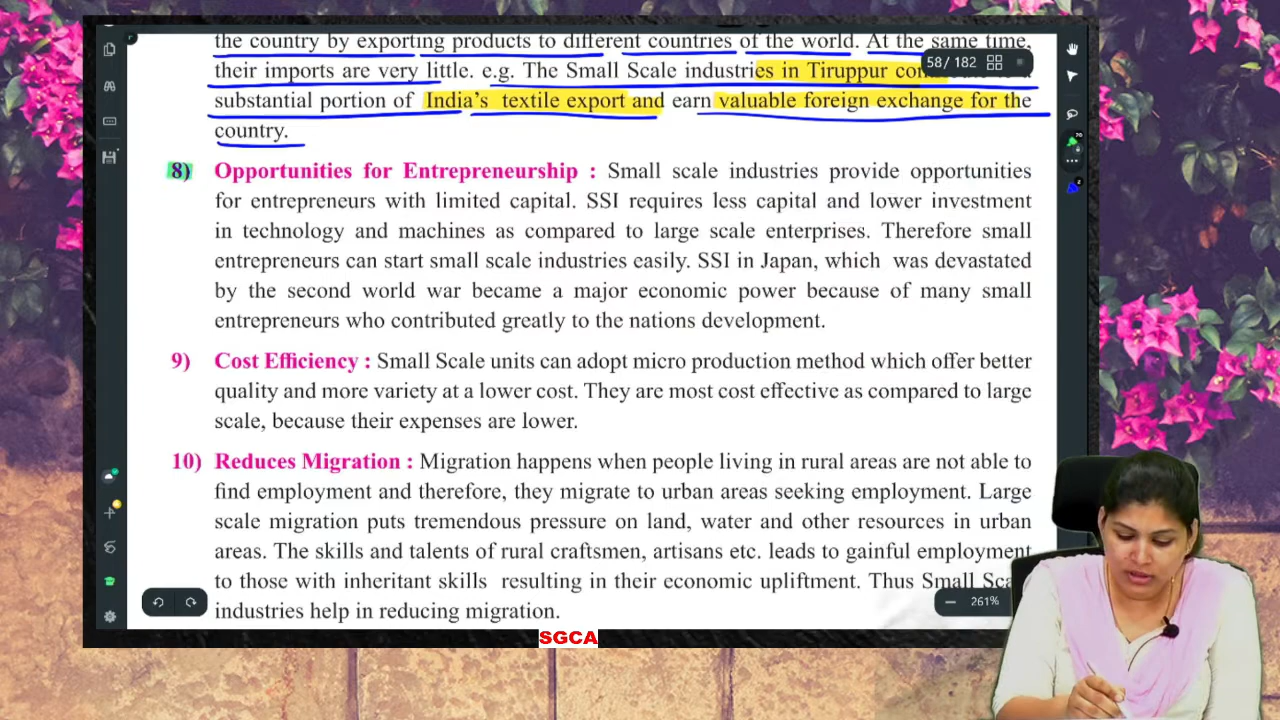 the country by exporting products to different countries of the world. At the same time,
58 / 182
their imports are very little. e.g. The Small Scale industries in Tiruppur to a
substantial portion of India's textile export and earn valuable foreign exchange for the
country.
8) Opportunities for Entrepreneurship : Small scale industries provide opportunities
for entrepreneurs with limited capital. SSI requires less capital and lower investment
in technology and machines as compared to large scale enterprises. Therefore small
entrepreneurs can start small scale industries easily. SSI in Japan, which was devastated
by the second world war became a major economic power because of many small
entrepreneurs who contributed greatly to the nations development.
9) Cost Efficiency : Small Scale units can adopt micro production method which offer better
quality and more variety at a lower cost. They are most cost effective as compared to large
scale, because their expenses are lower.
10) Reduces Migration : Migration happens when people living in rural areas are not able to
find employment and therefore, they migrate to urban areas seeking employment. Large
scale migration puts tremendous pressure on land, water and other resources in urban
areas. The skills and talents of rural craftsmen, artisans etc. leads to gainful employment
to those with inheritant skills resulting in their economic upliftment. Thus Small Sca
industries help in reducing migration.
261%
SGCA